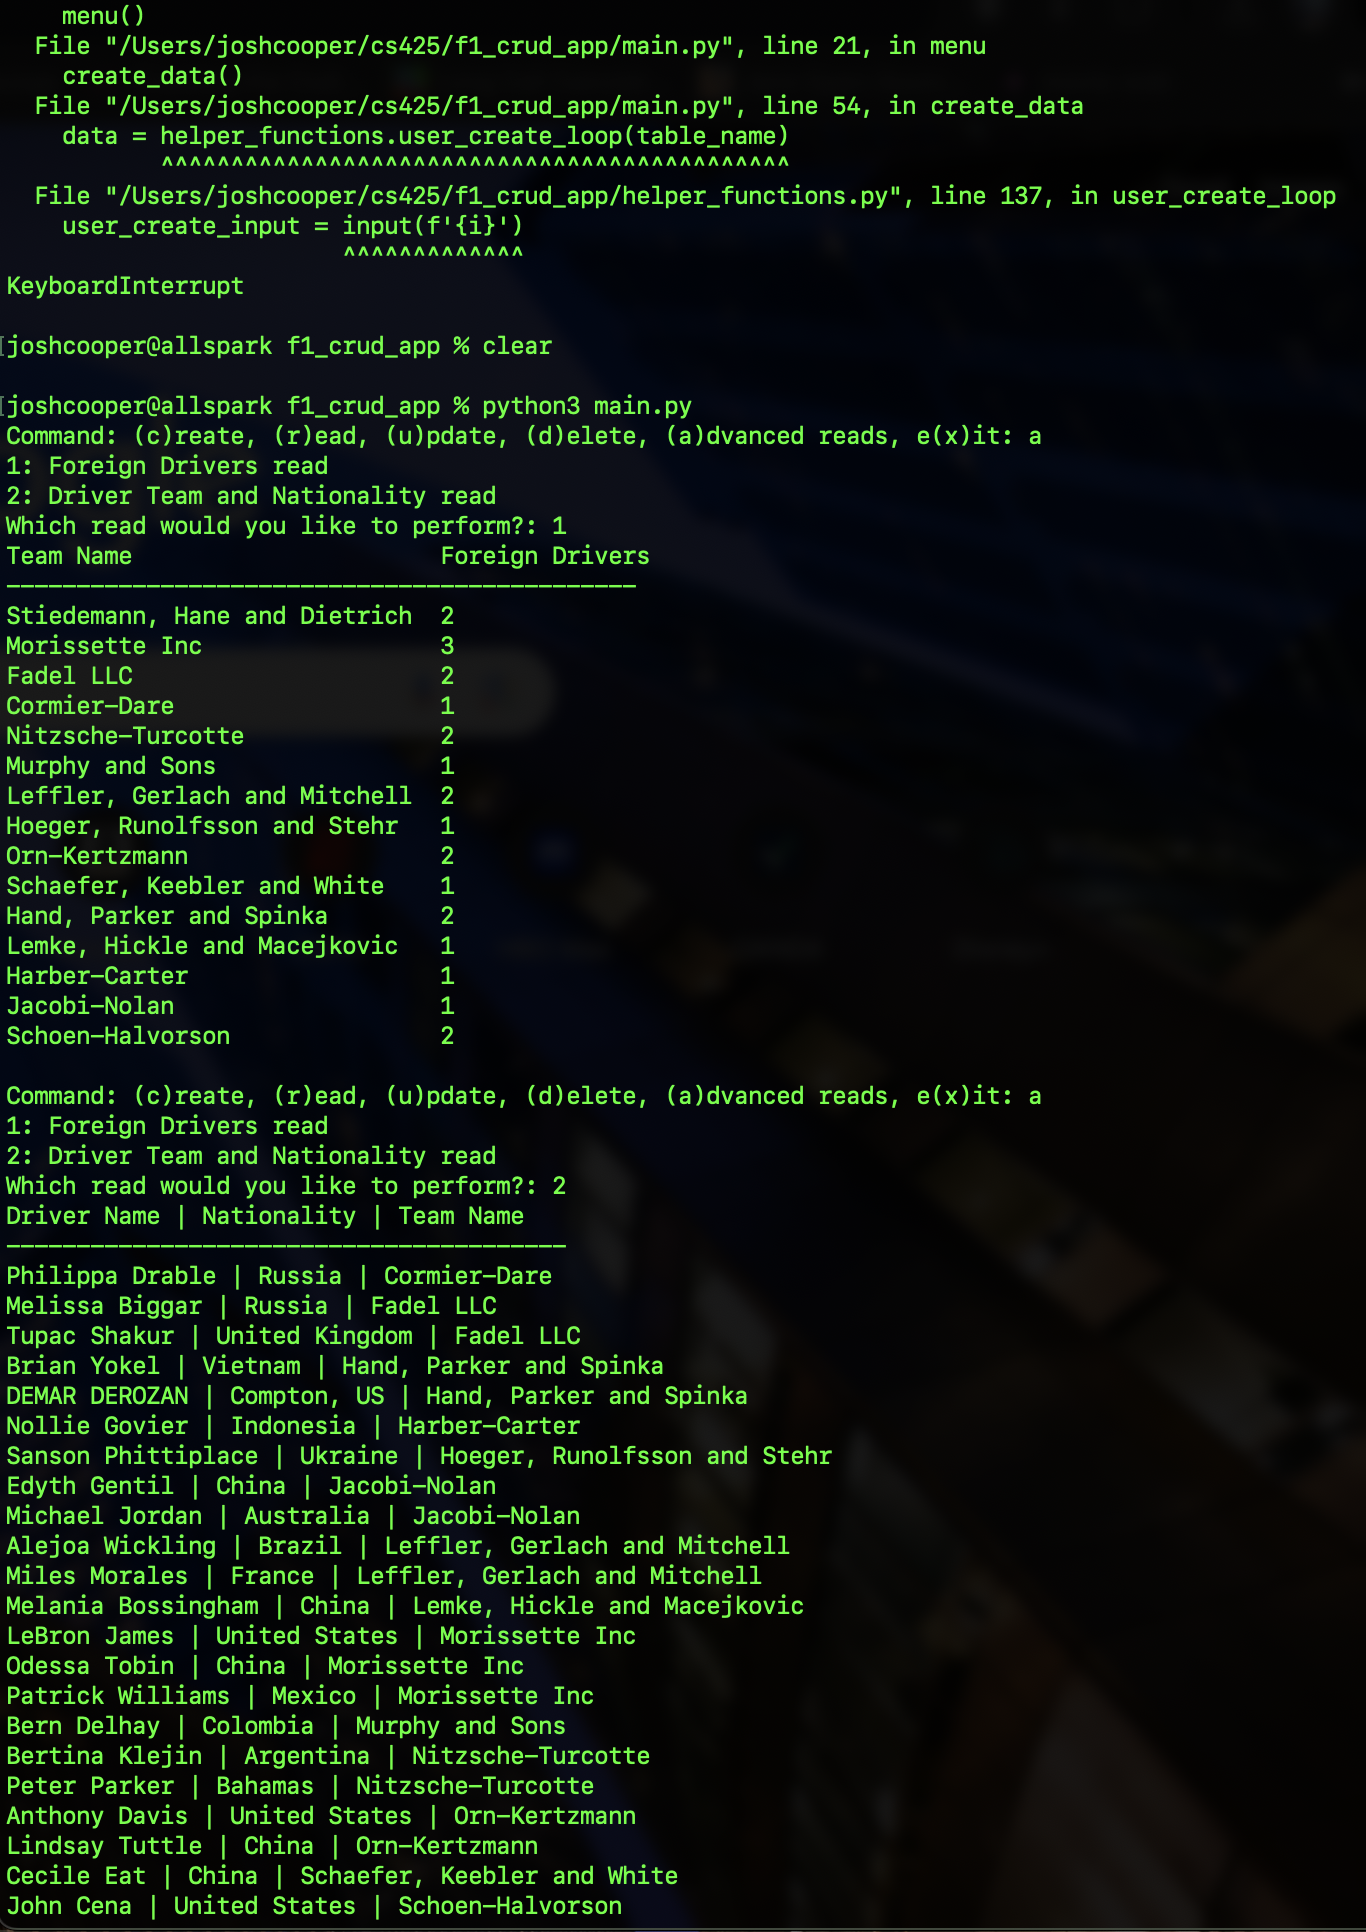 menu()
File "/Users/joshcooper/cs425/f1_crud_app/main.py", line 21, in menu
create_data()
File "/Users/joshcooper/cs425/f1_crud_app/main.py", line 54, in create_data
data = helper_functions.user_create_loop(table_name)
^^^^^^^^^^^^^^^^^^^^^^^^^^^^^^^^^^^^^^^^^^^^^
File "/Users/joshcooper/cs425/f1_crud_app/helper_functions.py", line 137, in user_create_loop
user_create_input = input(f'{i}')
^^^^^^^^^^^^^
KeyboardInterrupt
[joshcooper@allspark f1_crud_app % clear
[joshcooper@allspark f1_crud_app % python3 main.py
Command: (c)reate, (r)ead, (u)pdate, (d)elete, (a)dvanced reads, e(x)it: a
1: Foreign Drivers read
2: Driver Team and Nationality read
Which read would you like to perform?: 1
Team Name Foreign Drivers
---------------------------------------------
Stiedemann, Hane and Dietrich 2
Morissette Inc 3
Fadel LLC 2
Cormier-Dare 1
Nitzsche-Turcotte 2
Murphy and Sons 1
Leffler, Gerlach and Mitchell 2
Hoeger, Runolfsson and Stehr 1
Orn-Kertzmann 2
Schaefer, Keebler and White 1
Hand, Parker and Spinka 2
Lemke, Hickle and Macejkovic 1
Harber-Carter 1
Jacobi-Nolan 1
Schoen-Halvorson 2
Command: (c)reate, (r)ead, (u)pdate, (d)elete, (a)dvanced reads, e(x)it: a
1: Foreign Drivers read
2: Driver Team and Nationality read
Which read would you like to perform?: 2
Driver Name | Nationality | Team Name
----------------------------------------
Philippa Drable | Russia | Cormier-Dare
Melissa Biggar | Russia | Fadel LLC
Tupac Shakur | United Kingdom | Fadel LLC
Brian Yokel | Vietnam | Hand, Parker and Spinka
DEMAR DEROZAN | Compton, US | Hand, Parker and Spinka
Nollie Govier | Indonesia | Harber-Carter
Sanson Phittiplace | Ukraine | Hoeger, Runolfsson and Stehr
Edyth Gentil | China | Jacobi-Nolan
Michael Jordan | Australia | Jacobi-Nolan
Alejoa Wickling | Brazil | Leffler, Gerlach and Mitchell
Miles Morales | France | Leffler, Gerlach and Mitchell
Melania Bossingham | China | Lemke, Hickle and Macejkovic
LeBron James | United States | Morissette Inc
Odessa Tobin | China | Morissette Inc
Patrick Williams | Mexico | Morissette Inc
Bern Delhay | Colombia | Murphy and Sons
Bertina Klejin | Argentina | Nitzsche-Turcotte
Peter Parker | Bahamas | Nitzsche-Turcotte
Anthony Davis | United States | Orn-Kertzmann
Lindsay Tuttle | China | Orn-Kertzmann
Cecile Eat | China | Schaefer, Keebler and White
John Cena | United States | Schoen-Halvorson